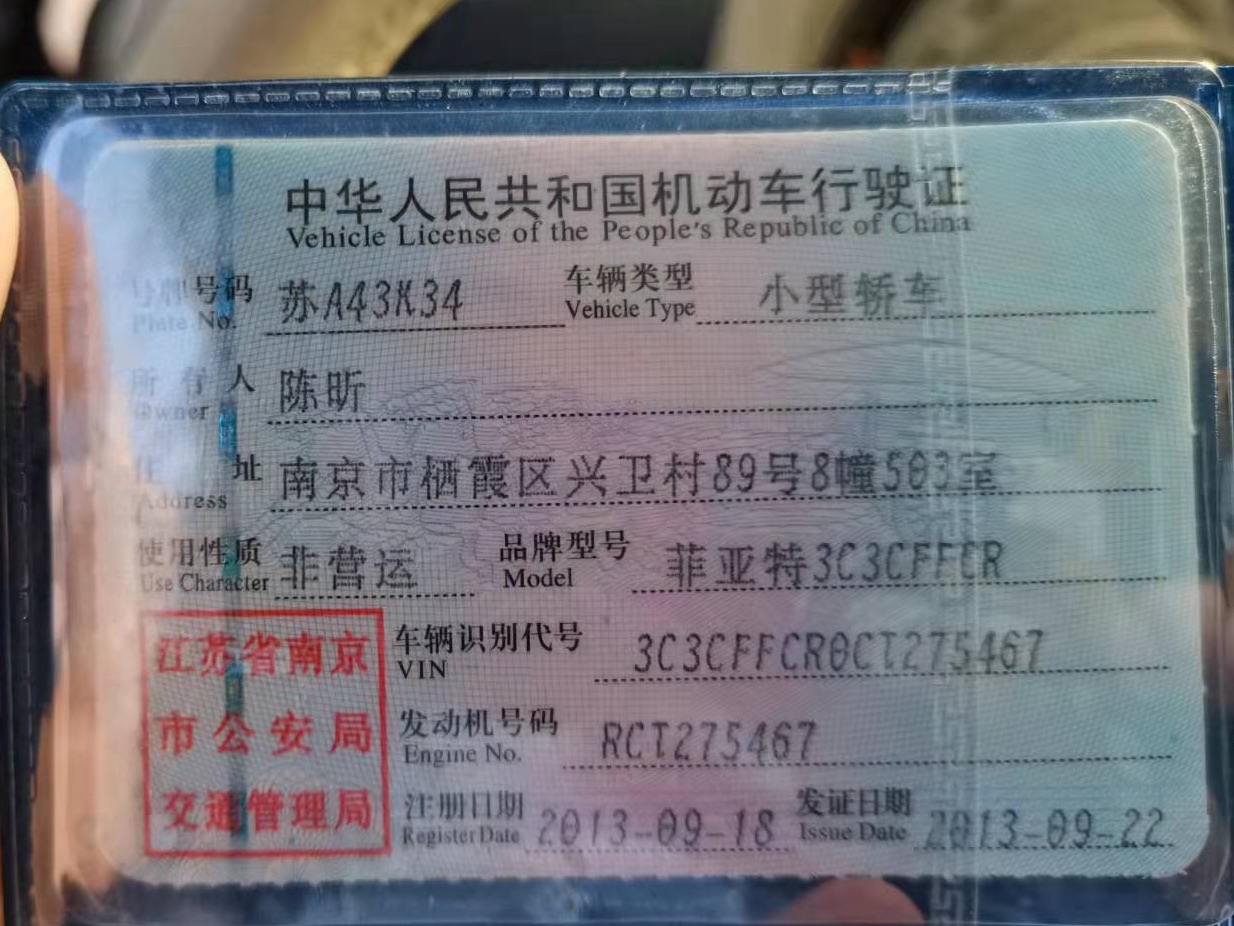 中华人民共和国机动车行驶证
Vehicle License of the People's Republic of China
号牌号码 苏A43K34 车辆类型 小型轿车
Plate No. Vehicle Type
所有人 陈昕
Owner
住址 南京市栖霞区兴卫村89号8幢503室
Address
使用性质 非营运 品牌型号 菲亚特3C3CFFCR
Use Character Model
江苏省南京
市公安局
交通管理局
车辆识别代号 3C3CFFCR0CT275467
VIN
发动机号码 RCT275467
Engine No.
注册日期 2013-09-18 发证日期 2013-09-22
Register Date Issue Date